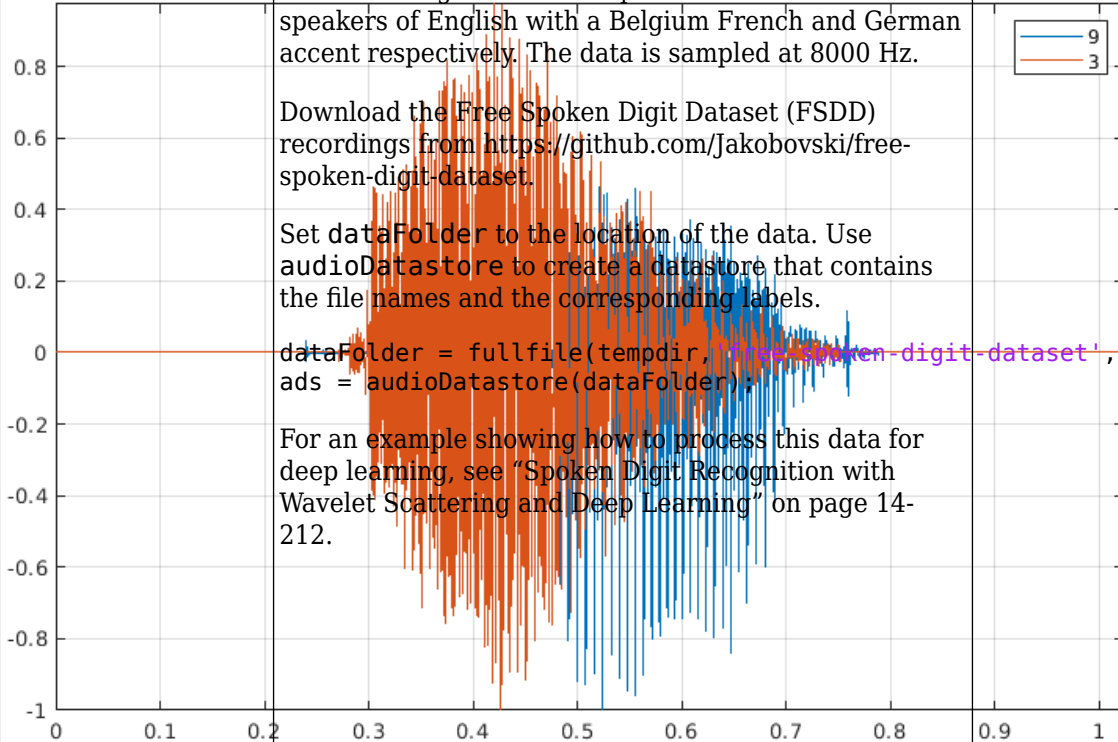 speakers of English with a Belgium French and German
accent respectively. The data is sampled at 8000 Hz.
Download the Free Spoken Digit Dataset (FSDD)
recordings from https://github.com/Jakobovski/free-
spoken-digit-dataset.
Set dataFolder to the location of the data. Use
audioDatastore to create a datastore that contains
the file names and the corresponding labels.
dataFolder = fullfile(tempdir,'free-spoken-digit-dataset',
ads = audioDatastore(dataFolder);
For an example showing how to process this data for
deep learning, see “Spoken Digit Recognition with
Wavelet Scattering and Deep Learning” on page 14-
212.
9
3
0.8
0.6
0.4
0.2
0
-0.2
-0.4
-0.6
-0.8
-1
0 0.1 0.2 0.3 0.4 0.5 0.6 0.7 0.8 0.9 1